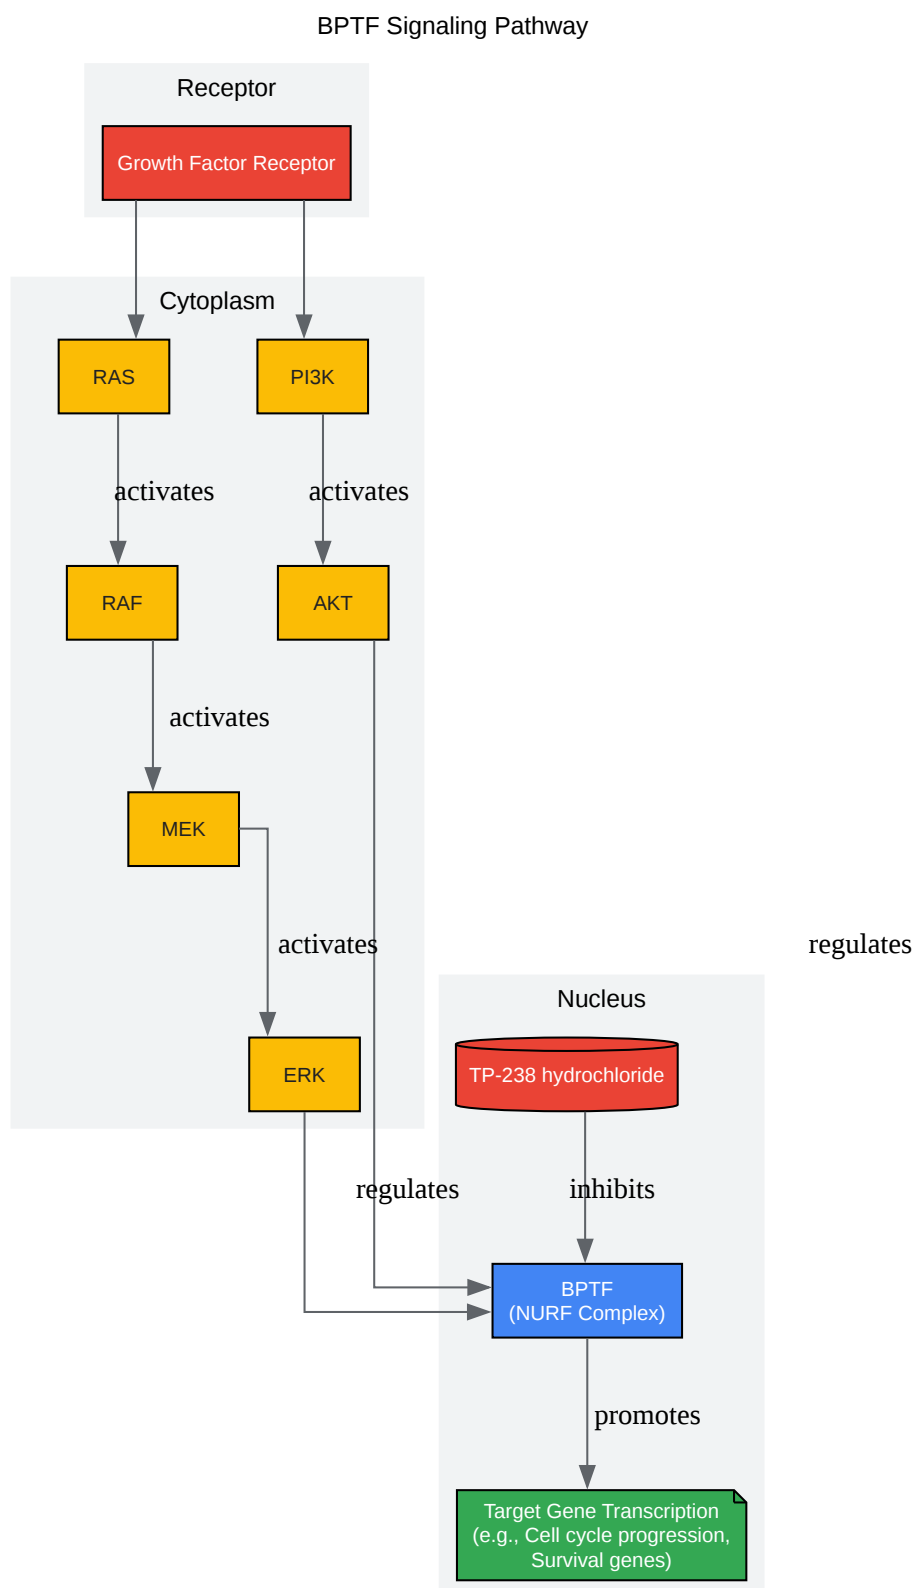 BPTF Signaling Pathway
Receptor
Growth Factor Receptor
Cytoplasm
RAS
PI3K
activates
activates
RAF
AKT
activates
MEK
activates
regulates
Nucleus
ERK
TP-238 hydrochloride
regulates
inhibits
BPTF
(NURF Complex)
promotes
Target Gene Transcription
(e.g., Cell cycle progression,
Survival genes)